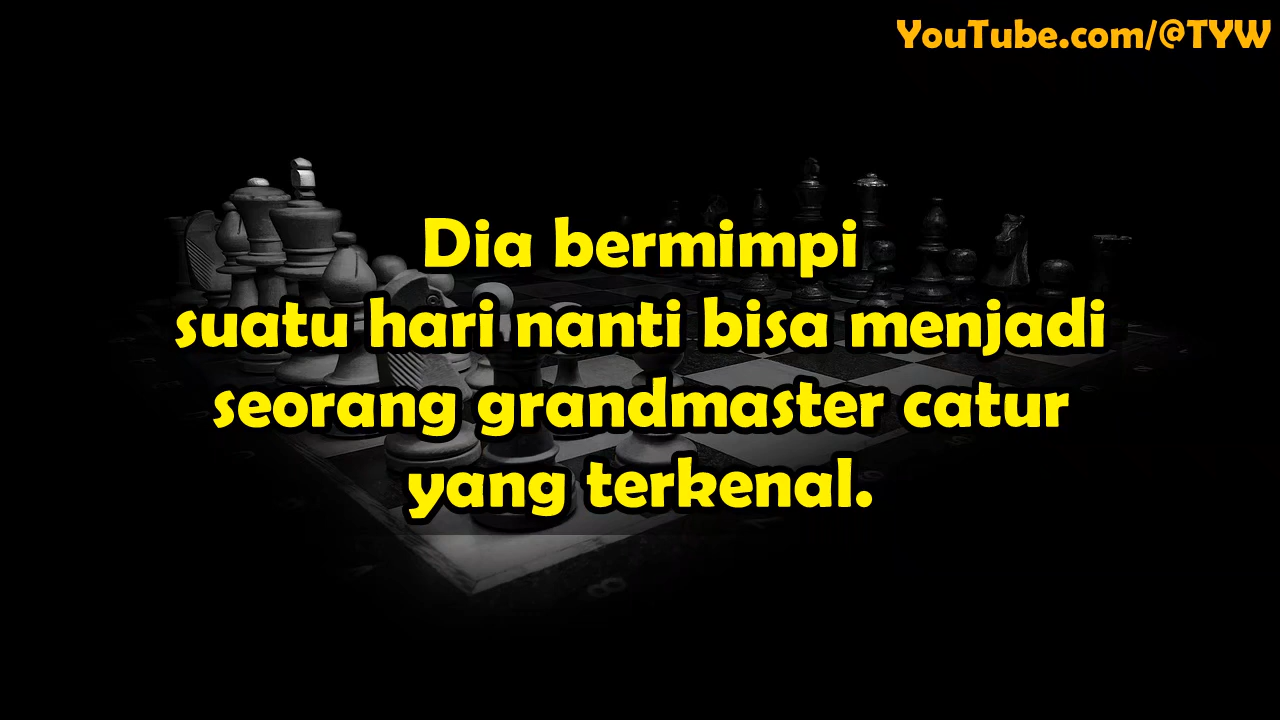 YouTube.com/@TYW
Dia bermimpi
suatu hari nanti bisa menjadi
seorang grandmaster catur
yang terkenal.